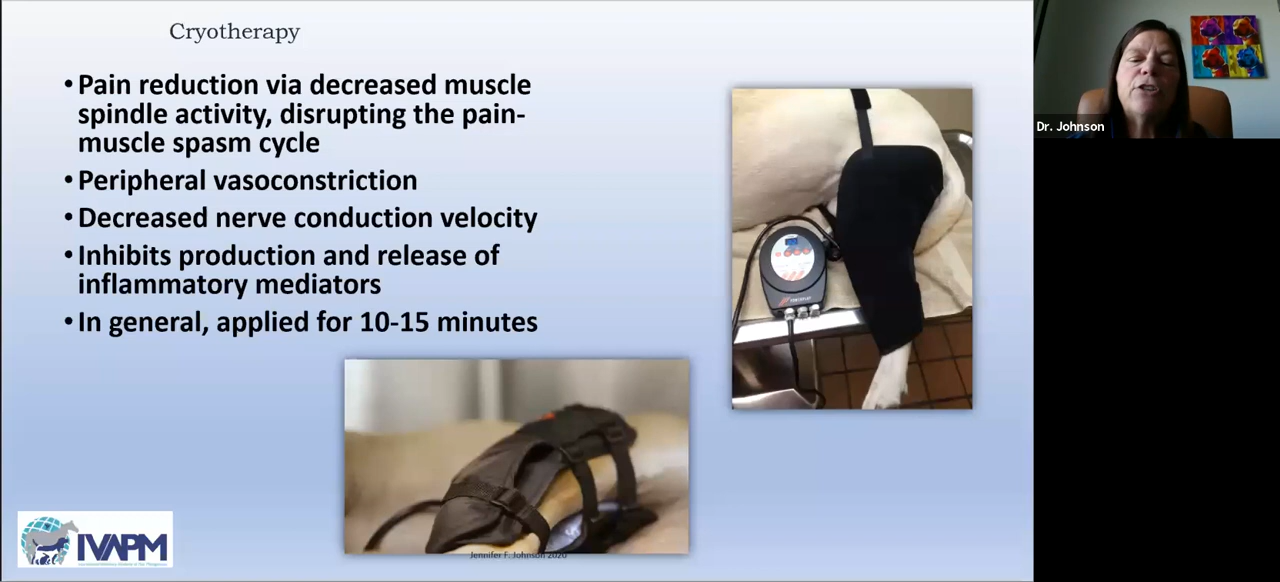 Cryotherapy
•Pain reduction via decreased muscle
spindle activity, disrupting the pain-
muscle spasm cycle
•Peripheral vasoconstriction
•Decreased nerve conduction velocity
•Inhibits production and release of
inflammatory mediators
•In general, applied for 10-15 minutes
Dr. Johnson
IVAPM
Jennifer F. Johnson 2020